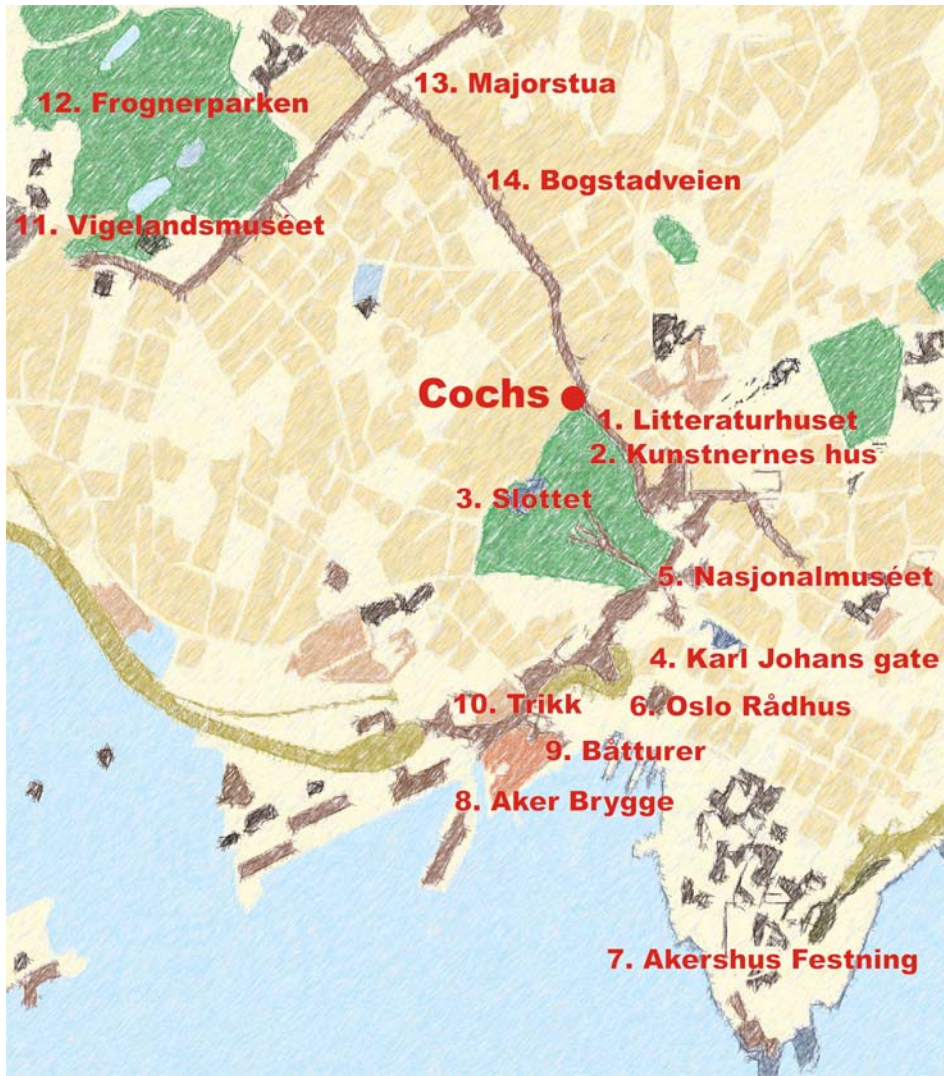 13. Majorstua
12. Frognerparken
14. Bogstadveien
11. Vigelandsmuséet
Cochs
1. Litteraturhuset
2. Kunstnernes hus
3. Slottet
5. Nasjonalmuséet
4. Karl Johans gate
10. Trikk
6. Oslo Rådhus
9. Båtturer
8. Aker Brygge
7. Akershus Festning